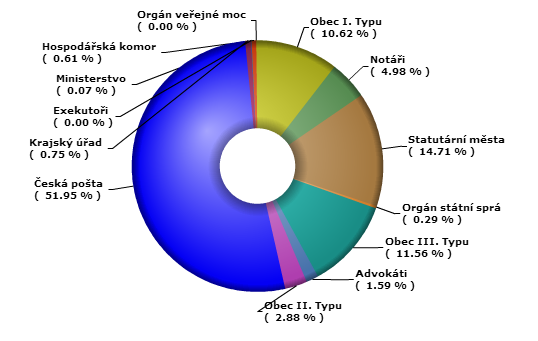 Orgán veřejné moc
( 0.00 % )
Obec I. Typu
( 10.62 % )
Hospodářská komor
( 0.61 % )
Notáři
( 4.98 % )
Ministerstvo
( 0.07 % )
Exekutoři
( 0.00 % )
Krajský úřad
( 0.75 % )
Statutární města
( 14.71 % )
Česká pošta
( 51.95 % )
Orgán státní sprá
( 0.29 % )
Obec III. Typu
( 11.56 % )
Advokáti
( 1.59 % )
Obec II. Typu
( 2.88 % )